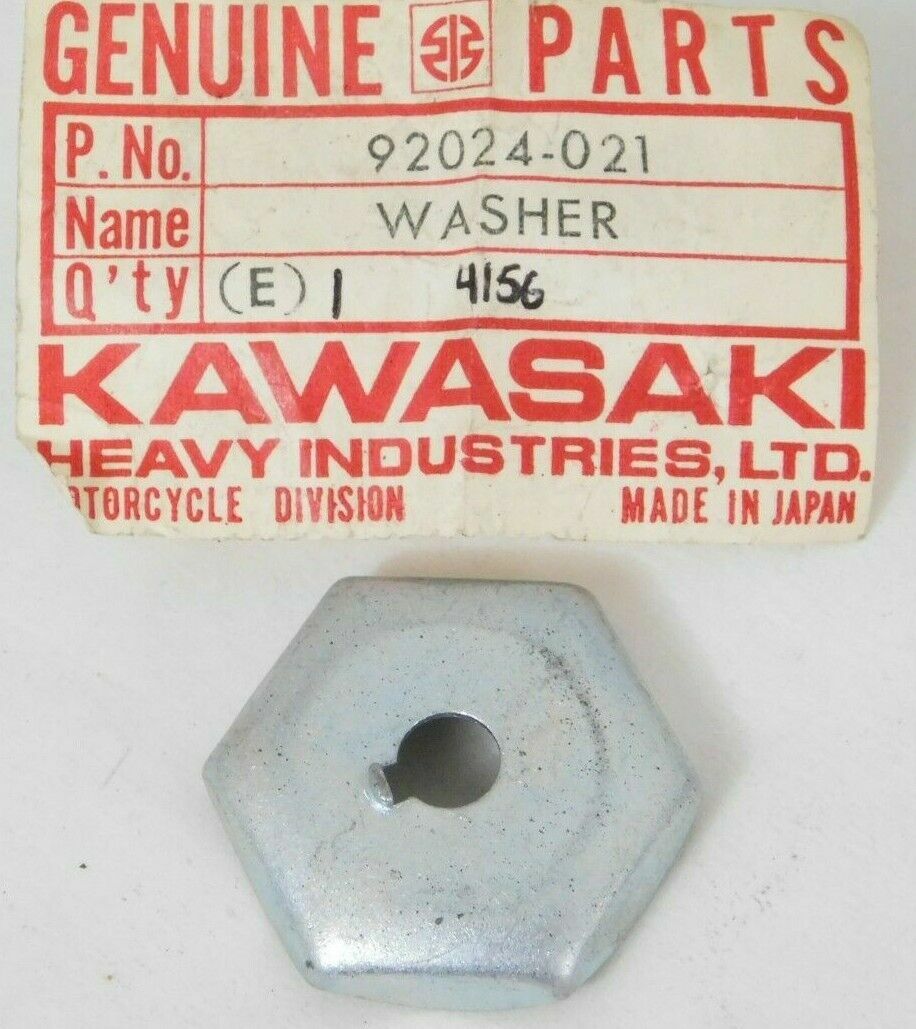 GENUINE PARTS
P. No. 92024-021
Name WASHER
Q'ty (E) 1 4156
KAWASAKI
HEAVY INDUSTRIES, LTD.
OTORCYCLE DIVISION MADE IN JAPAN